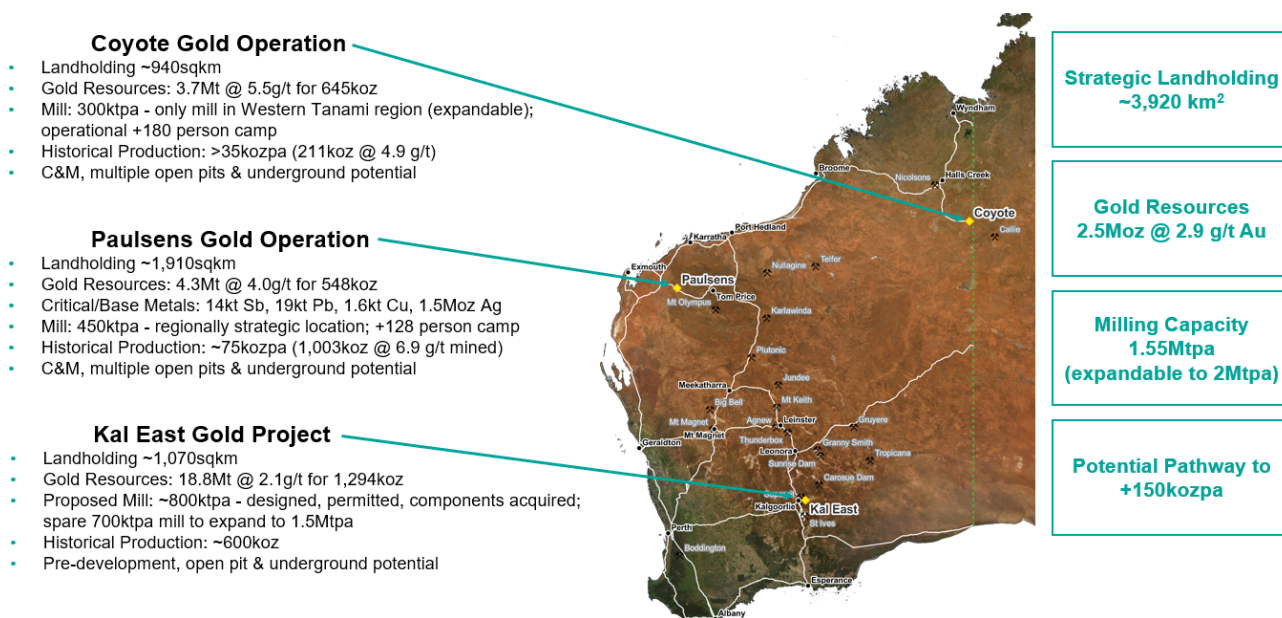 Coyote Gold Operation
• Landholding ~940sqkm
• Gold Resources: 3.7Mt @ 5.5g/t for 645koz
• Mill: 300ktpa - only mill in Western Tanami region (expandable);
operational +180 person camp
• Historical Production: >35kozpa (211koz @ 4.9 g/t)
• C&M, multiple open pits & underground potential
Paulsens Gold Operation
• Landholding ~1,910sqkm
• Gold Resources: 4.3Mt @ 4.0g/t for 548koz
• Critical/Base Metals: 14kt Sb, 19kt Pb, 1.6kt Cu, 1.5Moz Ag
• Mill: 450ktpa - regionally strategic location; +128 person camp
• Historical Production: ~75kozpa (1,003koz @ 6.9 g/t mined)
• C&M, multiple open pits & underground potential
Kal East Gold Project
• Landholding ~1,070sqkm
• Gold Resources: 18.8Mt @ 2.1g/t for 1,294koz
• Proposed Mill: ~800ktpa - designed, permitted, components acquired;
spare 700ktpa mill to expand to 1.5Mtpa
• Historical Production: ~600koz
• Pre-development, open pit & underground potential
Wyndham
Broome
Halls Creek
Nicolsons
Coyote
Callie
Port Hedland
Karratha
Exmouth
Telfer
Nullagine
Paulsens
Tom Price
Mt Olympus
Karlawinda
Plutonic
Jundee
Meekatharra
Mt Keith
Big Bell
Agnew
Leinster
Gruyere
Mt Magnet
Mt Magnet
Thunderbox
Geraldton
Leonora
Granny Smith
Sunrise Dam
Tropicana
Carosue Dam
Kalgoorlie
Kal East
St Ives
Perth
Boddington
Esperance
Albany
Strategic Landholding
~3,920 km²
Gold Resources
2.5Moz @ 2.9 g/t Au
Milling Capacity
1.55Mtpa
(expandable to 2Mtpa)
Potential Pathway to
+150kozpa